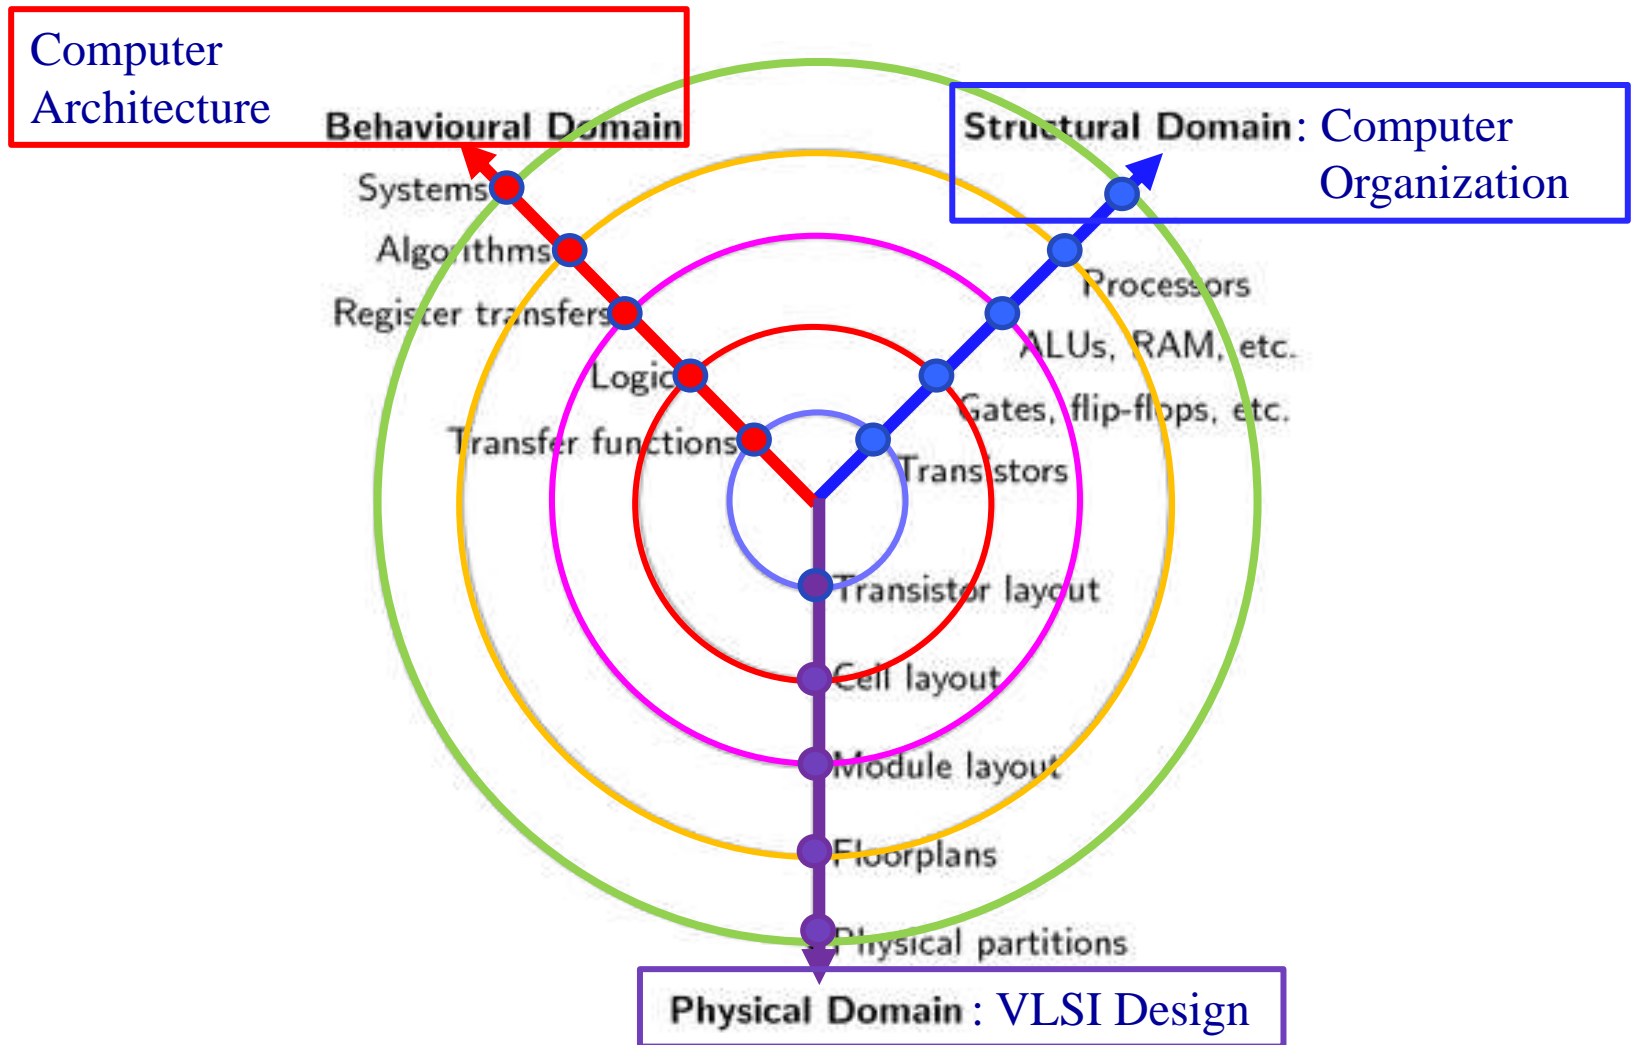 Computer
Architecture
Behavioural Domain
Structural Domain : Computer
Organization
Systems
Algorithms
Processors
Register transfers
ALUs, RAM, etc.
Logic
Gates, flip-flops, etc.
Transfer functions
Transistors
Transistor layout
Cell layout
Module layout
Floorplans
Physical partitions
Physical Domain : VLSI Design